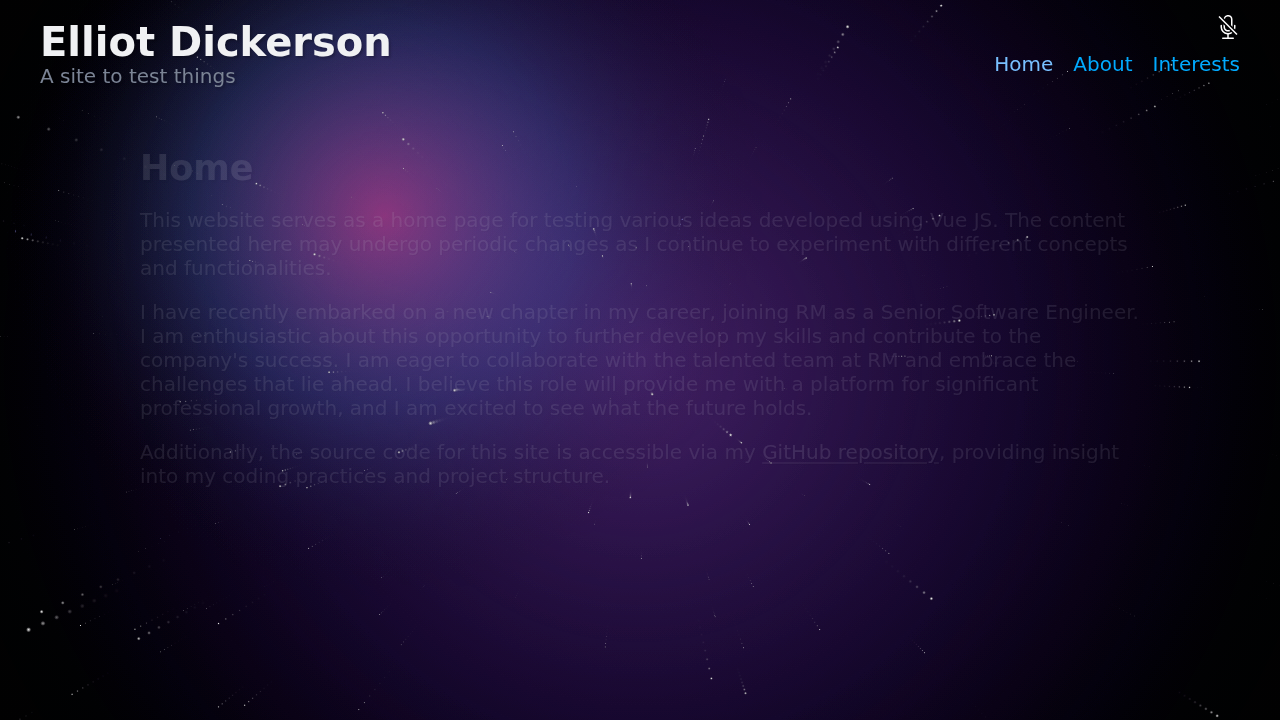 Elliot Dickerson
A site to test things
Home About Interests
Home
This website serves as a home page for testing various ideas developed using Vue JS. The content
presented here may undergo periodic changes as I continue to experiment with different concepts
and functionalities.
I have recently embarked on a new chapter in my career, joining RM as a Senior Software Engineer.
I am enthusiastic about this opportunity to further develop my skills and contribute to the
company's success. I am eager to collaborate with the talented team at RM and embrace the
challenges that lie ahead. I believe this role will provide me with a platform for significant
professional growth, and I am excited to see what the future holds.
Additionally, the source code for this site is accessible via my GitHub repository, providing insight
into my coding practices and project structure.